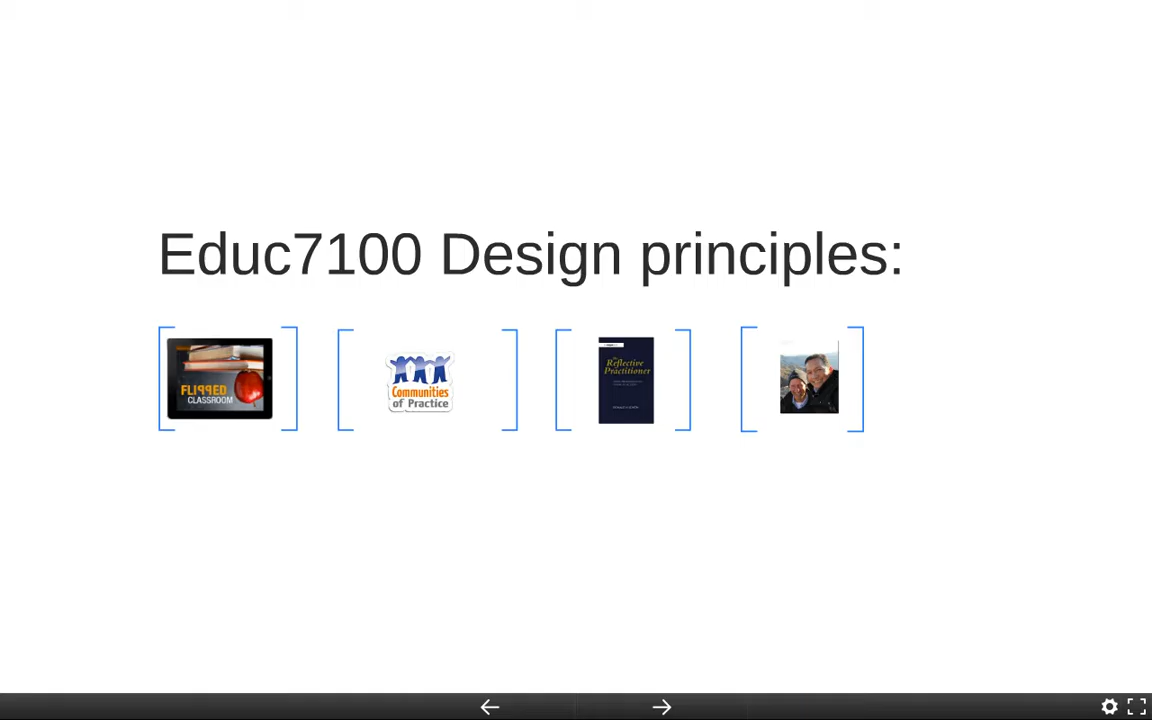 Educ7100 Design principles:
FLIPPED
CLASSROOM
Communities
of Practice
Reflective
Practitioner